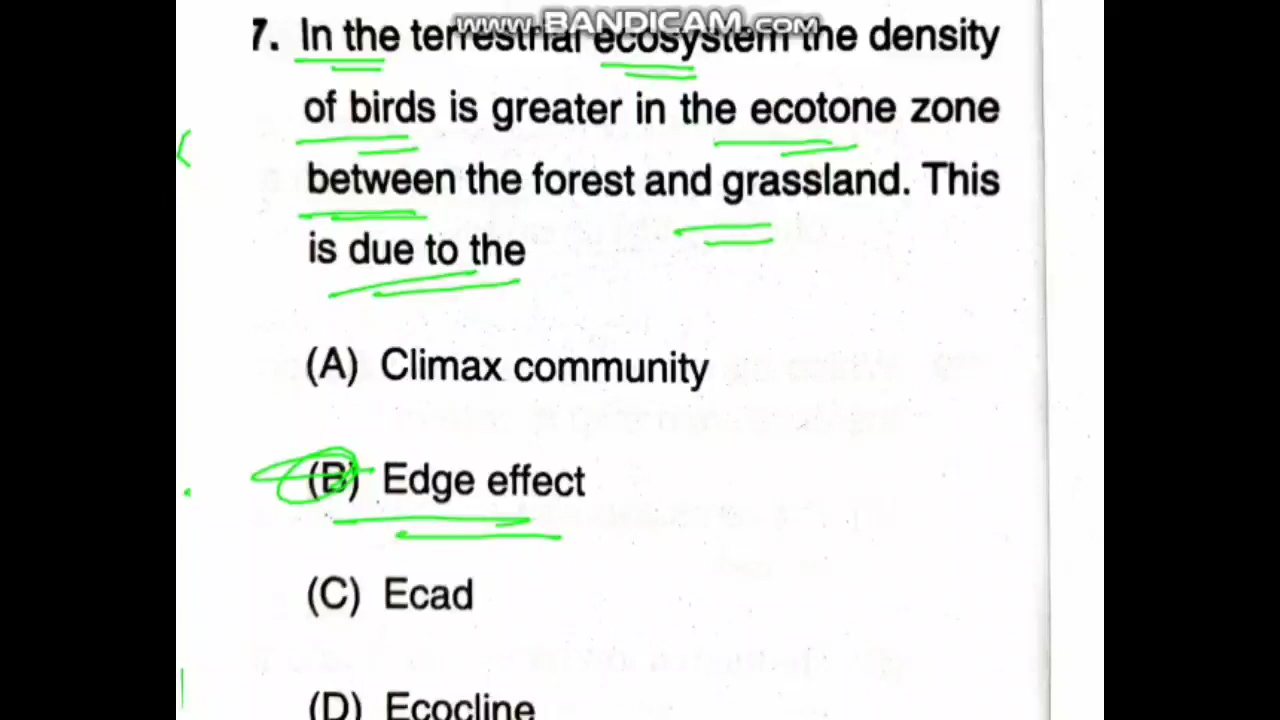 www.BANDICAM.com
7. In the terrestrial ecosystem the density
of birds is greater in the ecotone zone
between the forest and grassland. This
is due to the
(A) Climax community
(B) Edge effect
(C) Ecad
(D) Ecocline